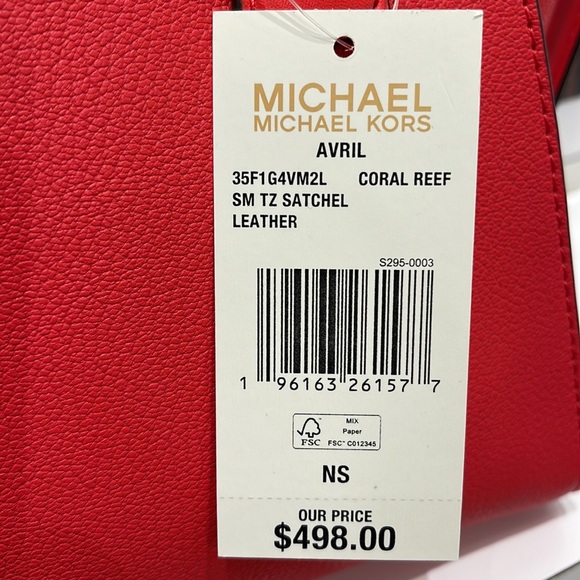 MICHAEL
MICHAEL KORS
AVRIL
35F1G4VM2L CORAL REEF
SM TZ SATCHEL
LEATHER
S295-0003
1 96163 26157 7
FSC
MIX
Paper
FSC™ C012345
NS
OUR PRICE
$498.00